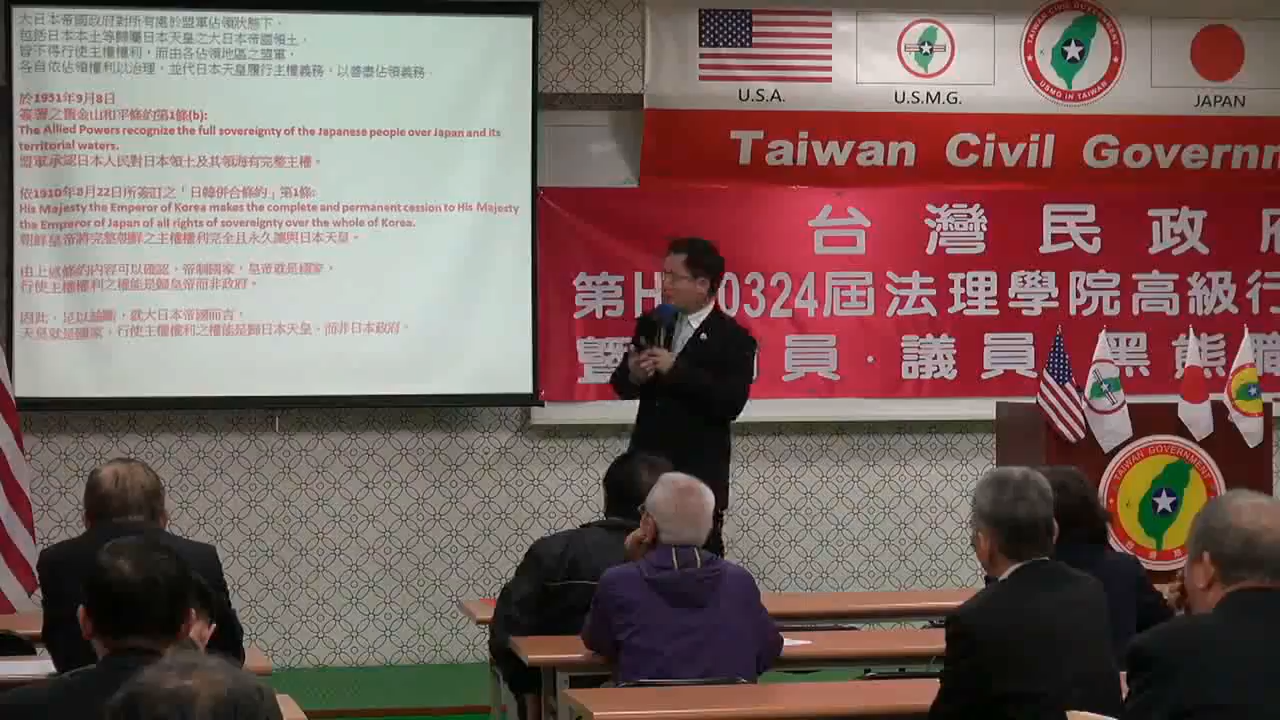 大日本帝國政府對所有處於盟軍佔領狀態下,
包括日本本土等歸屬日本天皇之大日本帝國領土,
皆不得行使主權權利,而由各佔領地區之盟軍,
各自依佔領權利以治理,並代日本天皇履行主權義務,以善盡佔領義務.
於1951年9月8日
簽署之舊金山和平條約第1條(b):
The Allied Powers recognize the full sovereignty of the Japanese people over Japan and its
territorial waters.
盟軍承認日本人民對日本領土及其領海有完整主權。
依1910年8月22日所簽訂之「日韓併合條約」第1條:
His Majesty the Emperor of Korea makes the complete and permanent cession to His Majesty
the Emperor of Japan of all rights of sovereignty over the whole of Korea.
朝鮮皇帝將完整朝鮮之主權權利完全且永久讓與日本天皇。
由上述條約內容可以確認,帝制國家,皇帝就是國家,
行使主權權利之權能是歸皇帝而非政府。
因此,足以論斷,就大日本帝國而言,
天皇就是國家,行使主權權利之權能是歸日本天皇,而非日本政府。
TAIWAN CIVIL GOVERNMENT
USMG IN TAIWAN
U.S.A.
U.S.M.G.
JAPAN
Taiwan Civil Governm
台灣民政府
第H 0324屆法理學院高級行
暨 員·議員 黑熊職
TAIWAN GOVERNMENT